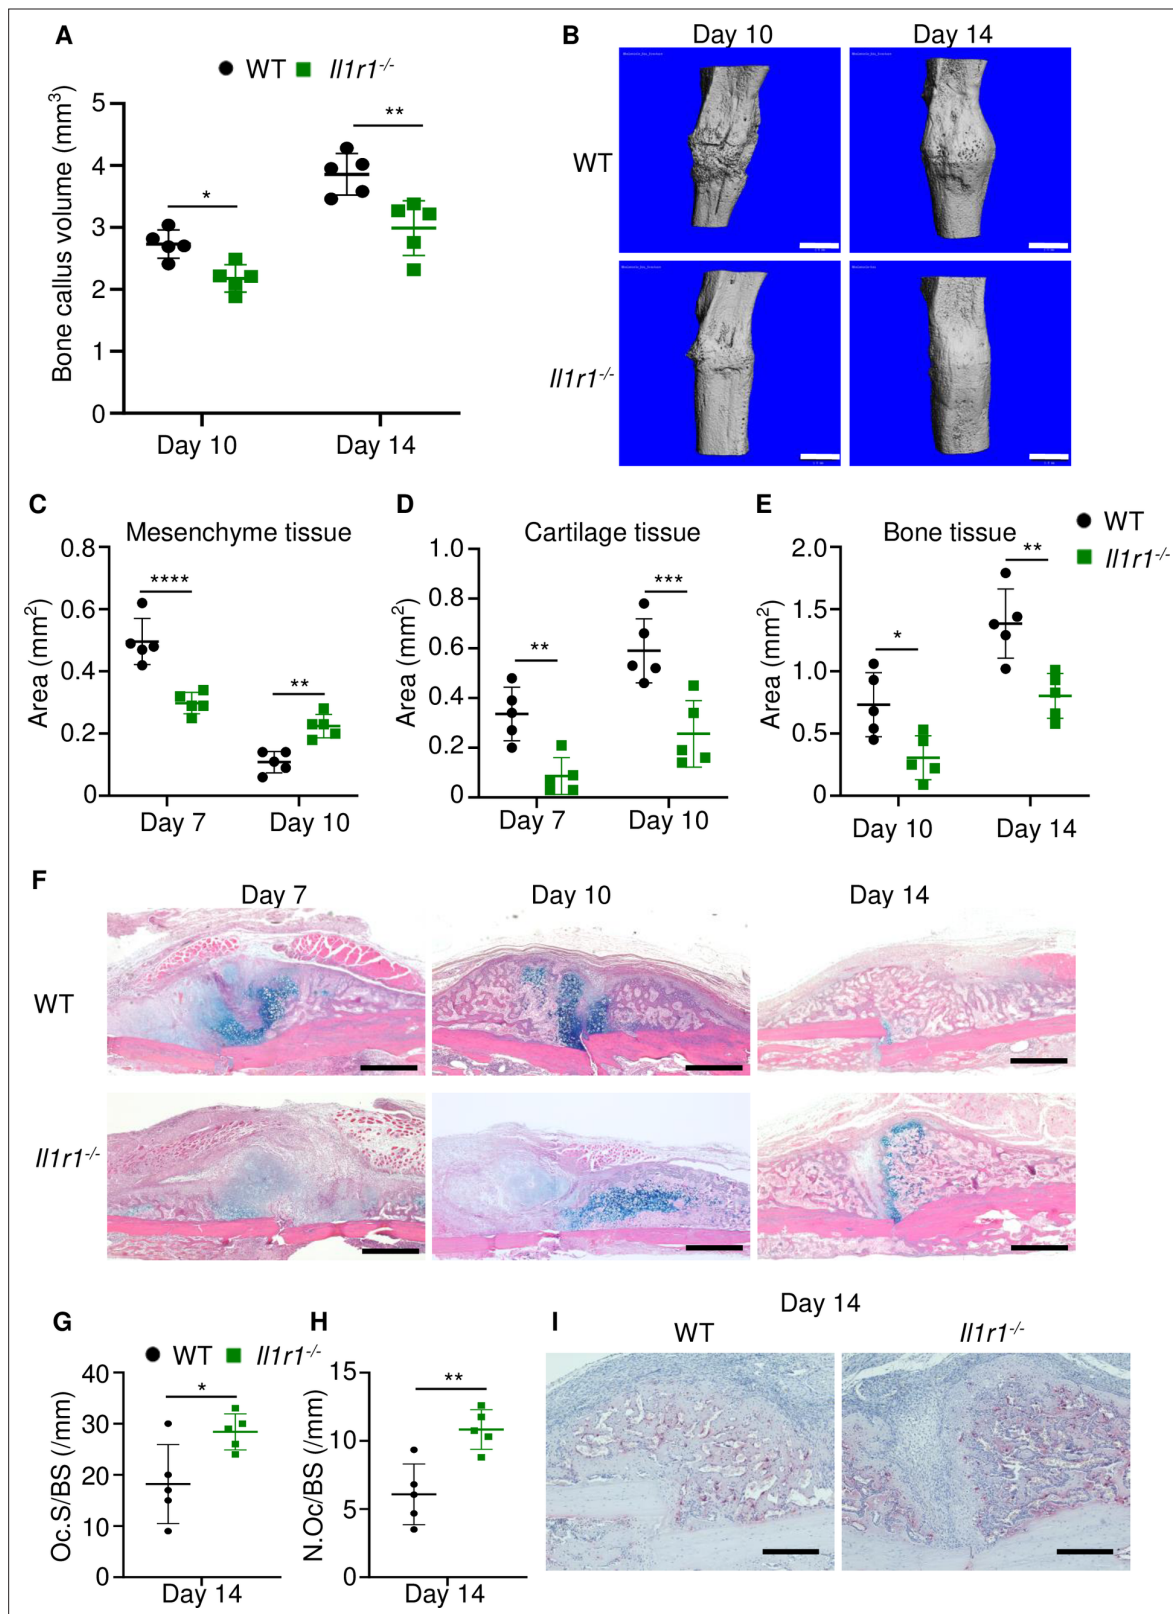 A
WT Il1r1-/-
Bone callus volume (mm3)
5
4
3
2
1
0
*
**
Day 10
Day 14
B
Day 10
Day 14
WT
Il1r1-/-
C
Mesenchyme tissue
Area (mm2)
0.8
0.6
0.4
0.2
0
****
**
Day 7
Day 10
D
Cartilage tissue
Area (mm2)
1.0
0.8
0.6
0.4
0.2
0
**
***
Day 7
Day 10
E
Bone tissue
WT
Il1r1-/-
Area (mm2)
2.0
1.5
1.0
0.5
0
*
**
Day 10
Day 14
F
Day 7
Day 10
Day 14
WT
Il1r1-/-
G
WT Il1r1-/-
Oc.S/BS (/mm)
40
30
20
10
0
*
Day 14
H
N.Oc/BS (/mm)
15
10
5
0
**
Day 14
I
Day 14
WT
Il1r1-/-